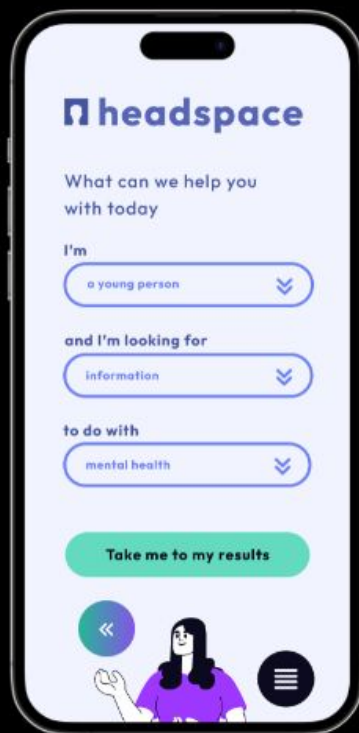 headspace
What can we help you
with today
I'm
a young person
and I'm looking for
information
to do with
mental health
Take me to my results